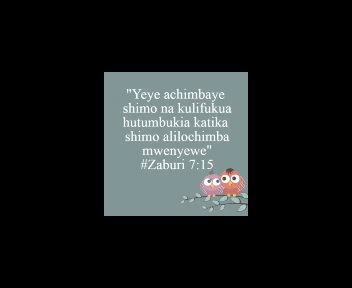 "Yeye achimbaye
shimo na kulifukua
hutumbukia katika
shimo alilochimba
mwenyewe"
#Zaburi 7:15